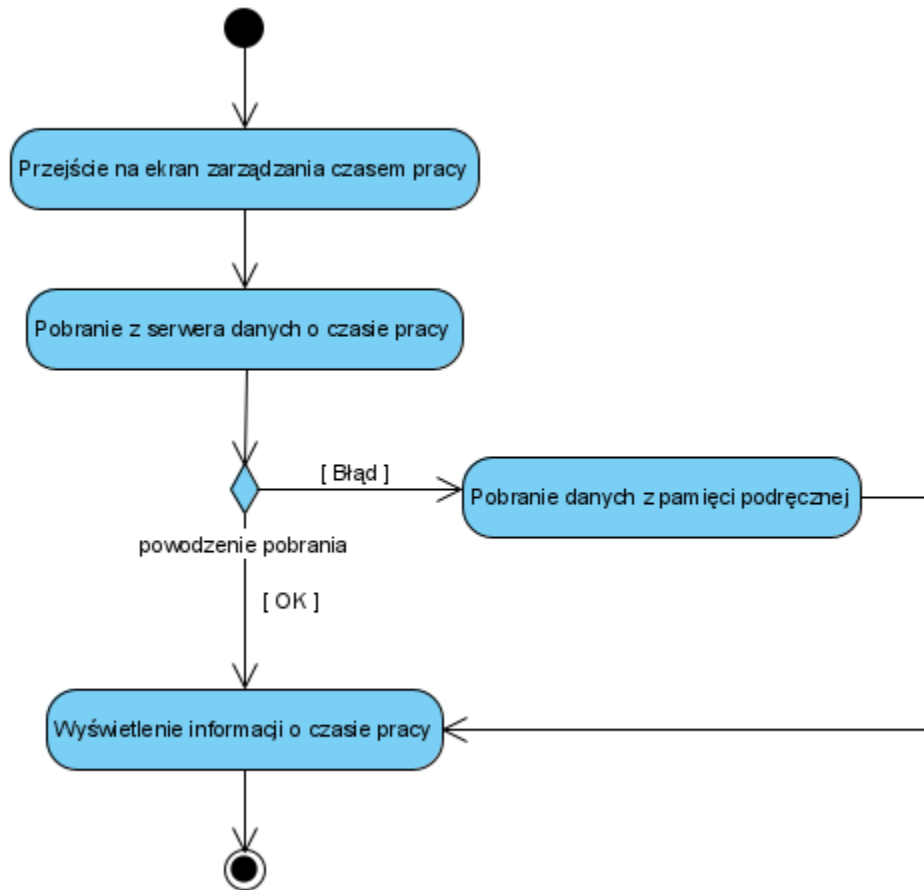 Przejście na ekran zarządzania czasem pracy
Pobranie z serwera danych o czasie pracy
[ Błąd ]
Pobranie danych z pamięci podręcznej
powodzenie pobrania
[ OK ]
Wyświetlenie informacji o czasie pracy